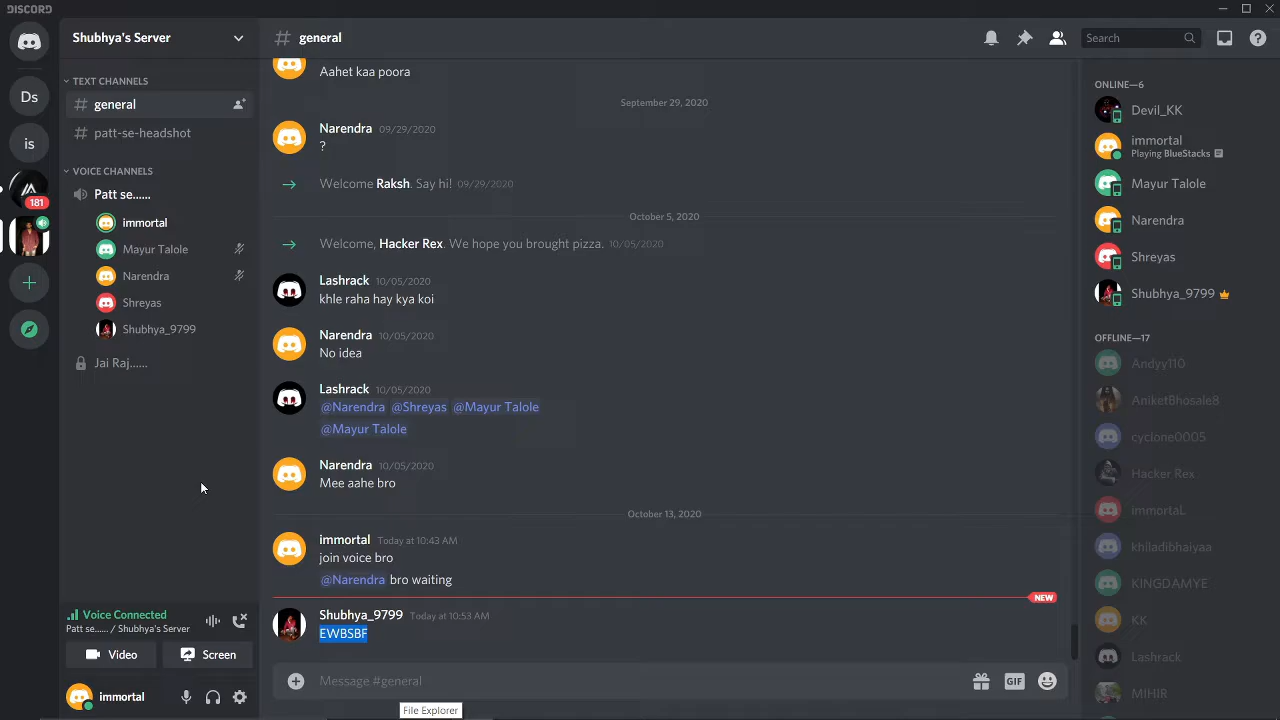 DISCORD
Shubhya's Server
general
Search
Ds
is
181
TEXT CHANNELS
general
patt-se-headshot
VOICE CHANNELS
Patt se......
immortal
Mayur Talole
Narendra
Shreyas
Shubhya_9799
Jai Raj......
Voice Connected
Patt se...... / Shubhya's Server
Video
Screen
immortal
Aahet kaa poora
September 29, 2020
Narendra 09/29/2020
?
Welcome Raksh. Say hi! 09/29/2020
October 5, 2020
Welcome, Hacker Rex. We hope you brought pizza. 10/05/2020
Lashrack 10/05/2020
khle raha hay kya koi
Narendra 10/05/2020
No idea
Lashrack 10/05/2020
@Narendra @Shreyas @Mayur Talole
@Mayur Talole
Narendra 10/05/2020
Mee aahe bro
October 13, 2020
immortal Today at 10:43 AM
join voice bro
@Narendra bro waiting
NEW
Shubhya_9799 Today at 10:53 AM
EWBSBF
Message #general
GIF
File Explorer
ONLINE—6
Devil_KK
immortal
Playing BlueStacks
Mayur Talole
Narendra
Shreyas
Shubhya_9799
OFFLINE—17
Andyy110
AniketBhosale8
cyclone0005
Hacker Rex
immortaL
khiladibhaiyaa
KINGDAMYE
KK
Lashrack
MIHIR